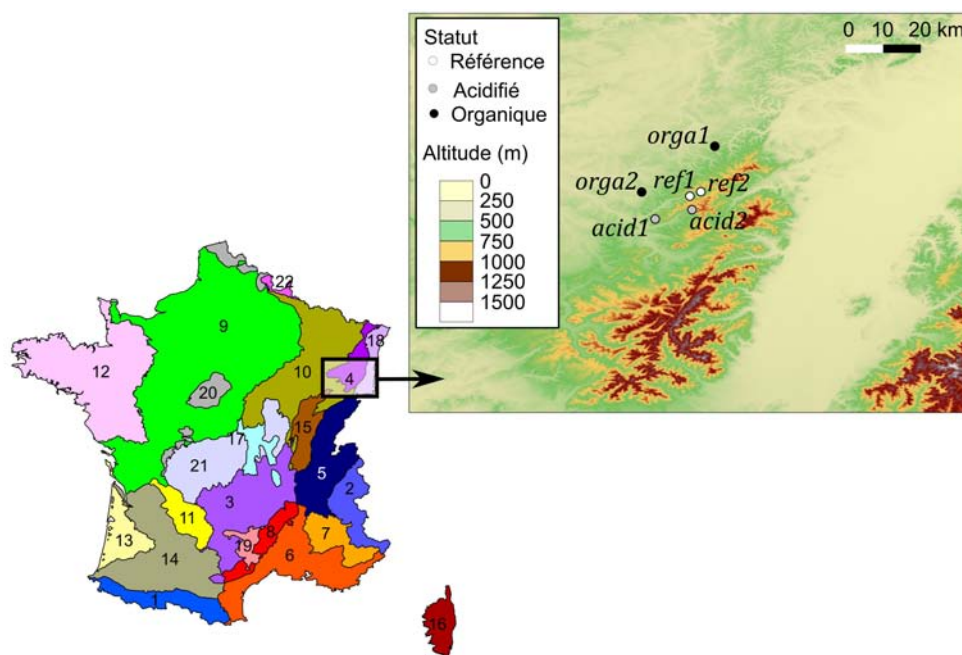 Statut
Référence
Acidifié
Organique
Altitude (m)
0
250
500
750
1000
1250
1500
0 10 20 km
orga1
orga2
ref1
ref2
acid1
acid2
22
9
18
12
10
4
20
17
15
21
5
2
3
11
8
7
13
19
6
14
1
16